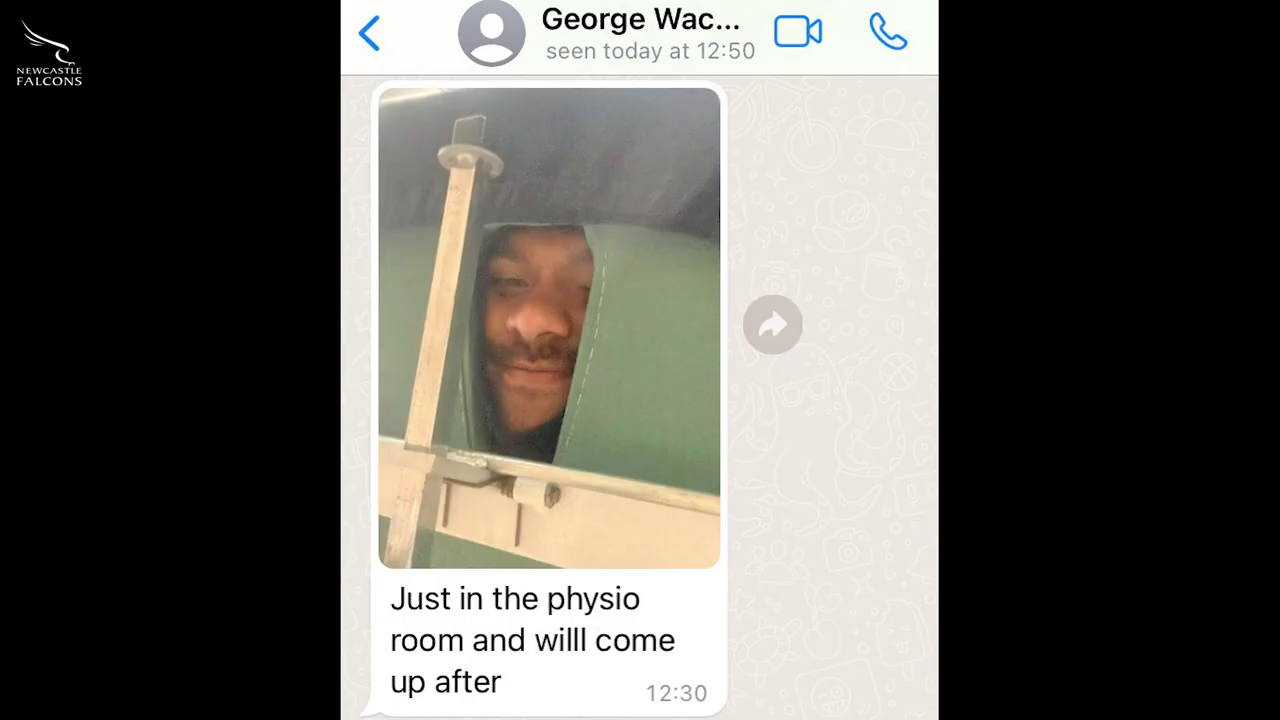 NEWCASTLE
FALCONS
George Wac...
seen today at 12:50
Just in the physio
room and willl come
up after
12:30